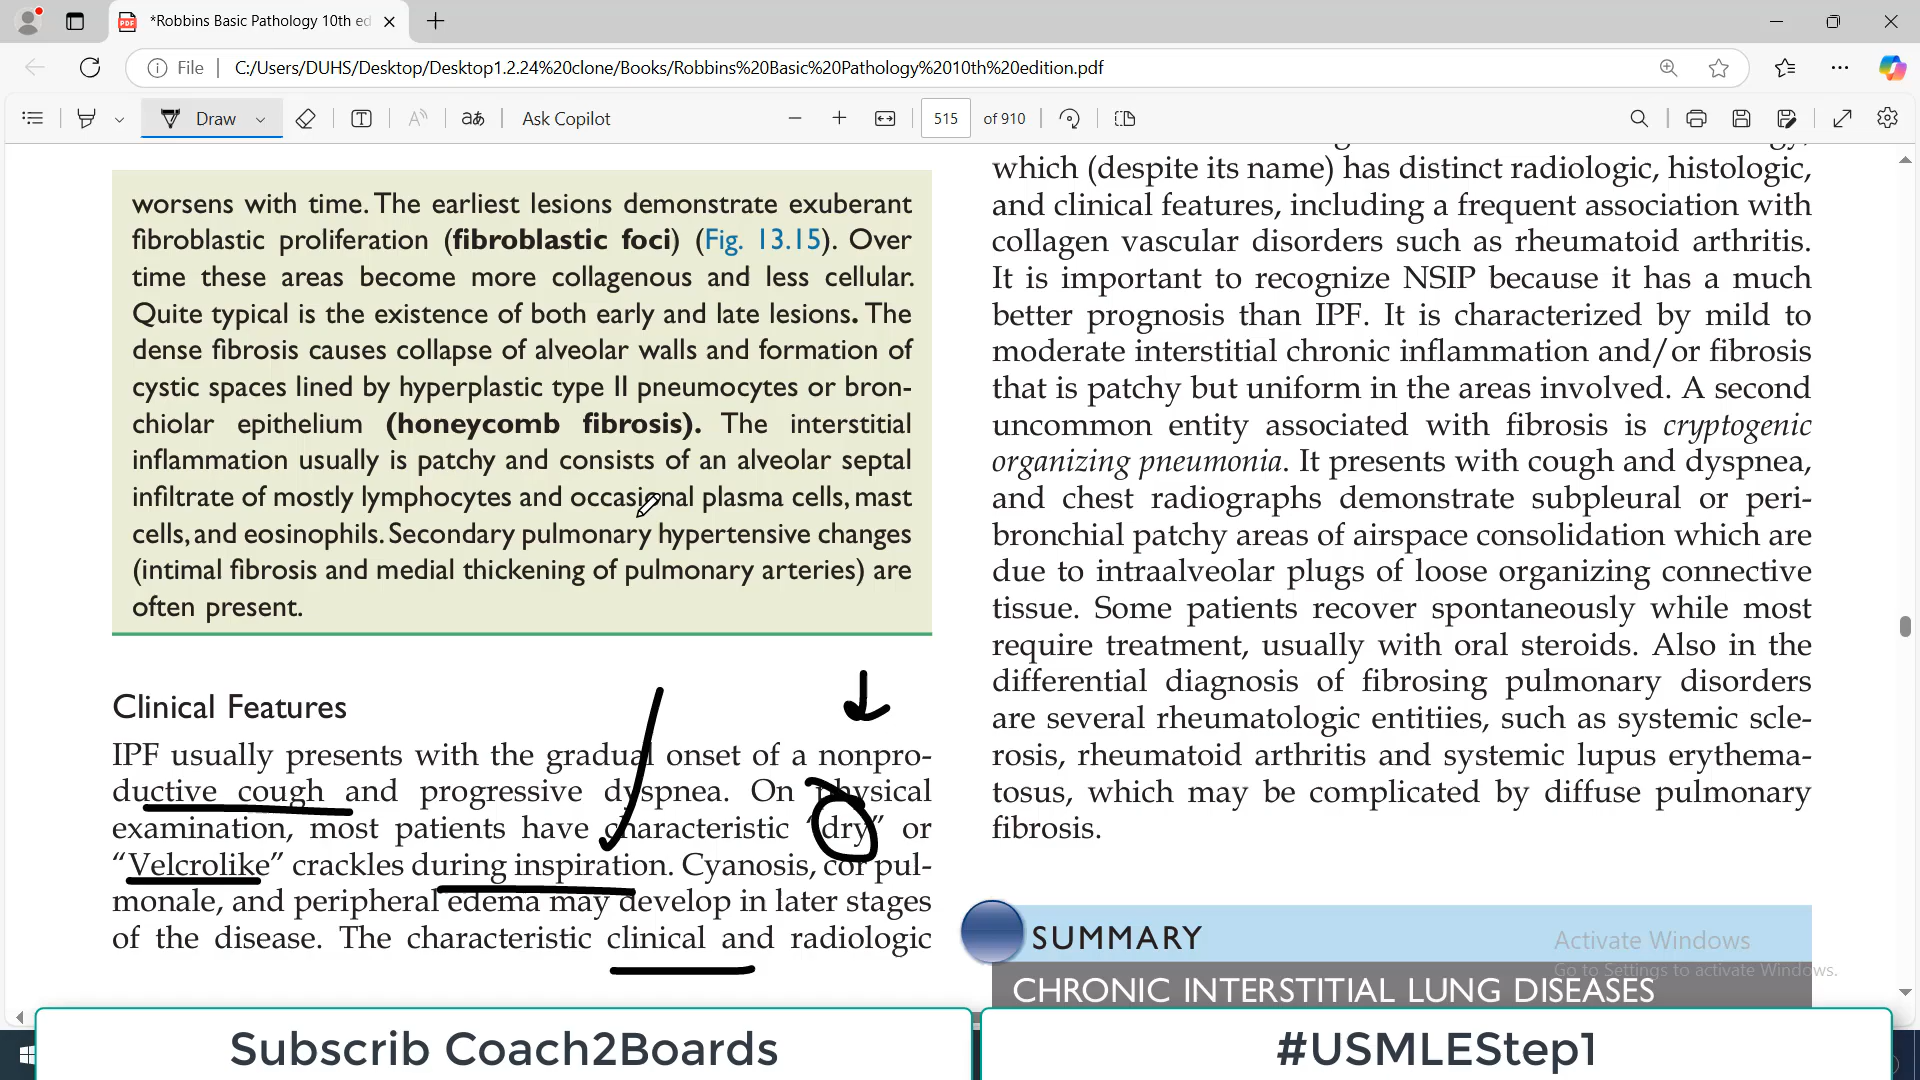 *Robbins Basic Pathology 10th ed
File
C:/Users/DUHS/Desktop/Desktop1.2.24%20clone/Books/Robbins%20Basic%20Pathology%2010th%20edition.pdf
Draw
Ask Copilot
515 of 910
worsens with time. The earliest lesions demonstrate exuberant
fibroblastic proliferation (fibroblastic foci) (Fig. 13.15). Over
time these areas become more collagenous and less cellular.
Quite typical is the existence of both early and late lesions. The
dense fibrosis causes collapse of alveolar walls and formation of
cystic spaces lined by hyperplastic type II pneumocytes or bron-
chiolar epithelium (honeycomb fibrosis). The interstitial
inflammation usually is patchy and consists of an alveolar septal
infiltrate of mostly lymphocytes and occasional plasma cells, mast
cells, and eosinophils. Secondary pulmonary hypertensive changes
(intimal fibrosis and medial thickening of pulmonary arteries) are
often present.
Clinical Features
IPF usually presents with the gradual onset of a nonpro-
ductive cough and progressive dyspnea. On physical
examination, most patients have characteristic “dry” or
“Velcrolike” crackles during inspiration. Cyanosis, cor pul-
monale, and peripheral edema may develop in later stages
of the disease. The characteristic clinical and radiologic
which (despite its name) has distinct radiologic, histologic,
and clinical features, including a frequent association with
collagen vascular disorders such as rheumatoid arthritis.
It is important to recognize NSIP because it has a much
better prognosis than IPF. It is characterized by mild to
moderate interstitial chronic inflammation and/or fibrosis
that is patchy but uniform in the areas involved. A second
uncommon entity associated with fibrosis is cryptogenic
organizing pneumonia. It presents with cough and dyspnea,
and chest radiographs demonstrate subpleural or peri-
bronchial patchy areas of airspace consolidation which are
due to intraalveolar plugs of loose organizing connective
tissue. Some patients recover spontaneously while most
require treatment, usually with oral steroids. Also in the
differential diagnosis of fibrosing pulmonary disorders
are several rheumatologic entitiies, such as systemic scle-
rosis, rheumatoid arthritis and systemic lupus erythema-
tosus, which may be complicated by diffuse pulmonary
fibrosis.
SUMMARY
CHRONIC INTERSTITIAL LUNG DISEASES
Activate Windows
Go to Settings to activate Windows.
Subscrib Coach2Boards
#USMLEStep1